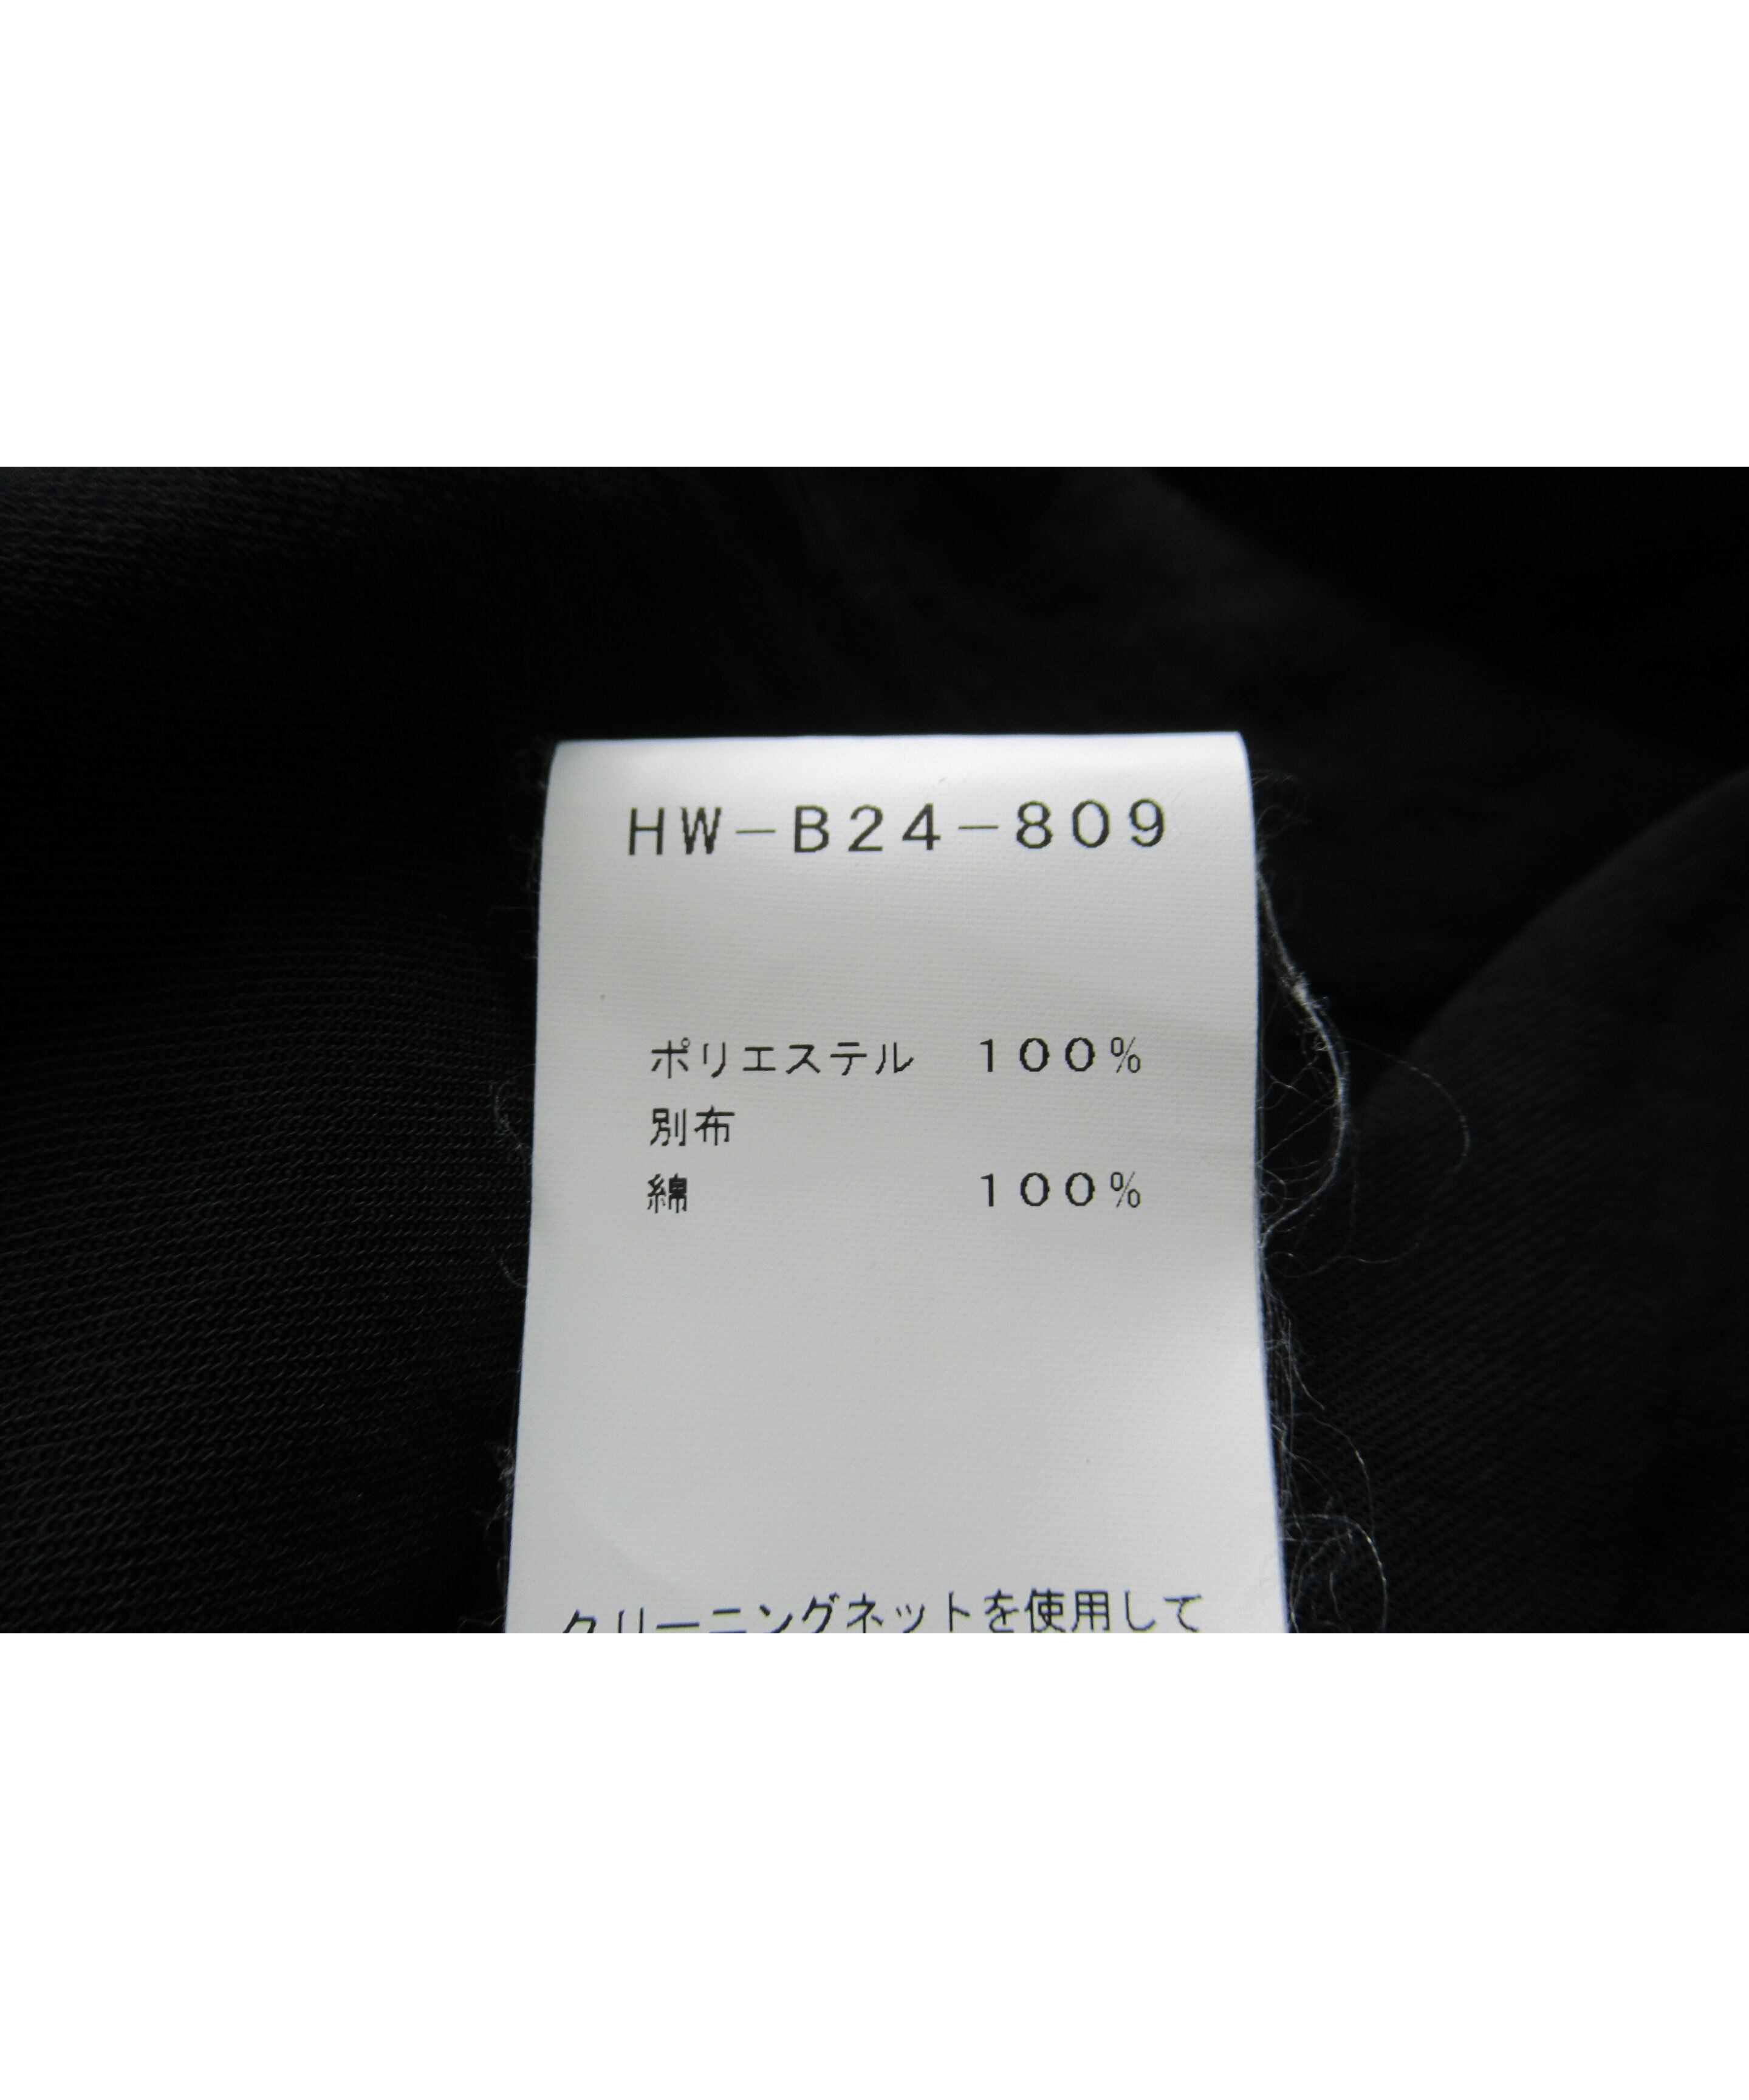 HW-B24-809
ポリエステル 100%
別布
綿 100%
クリーニングネットを使用して